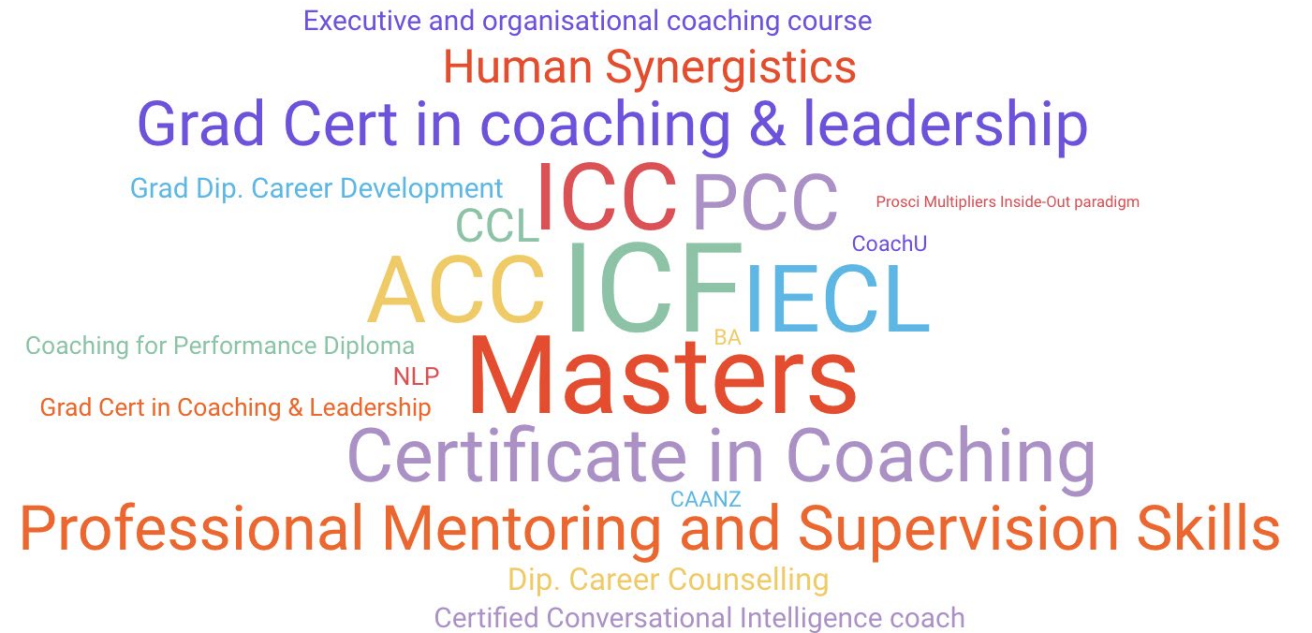 Executive and organisational coaching course
Human Synergistics
Grad Cert in coaching & leadership
Grad Dip. Career Development
ICC
PCC
Prosci Multipliers Inside-Out paradigm
CCL
CoachU
ACC
ICF
IECL
BA
Coaching for Performance Diploma
Masters
NLP
Grad Cert in Coaching & Leadership
Certificate in Coaching
CAANZ
Professional Mentoring and Supervision Skills
Dip. Career Counselling
Certified Conversational Intelligence coach